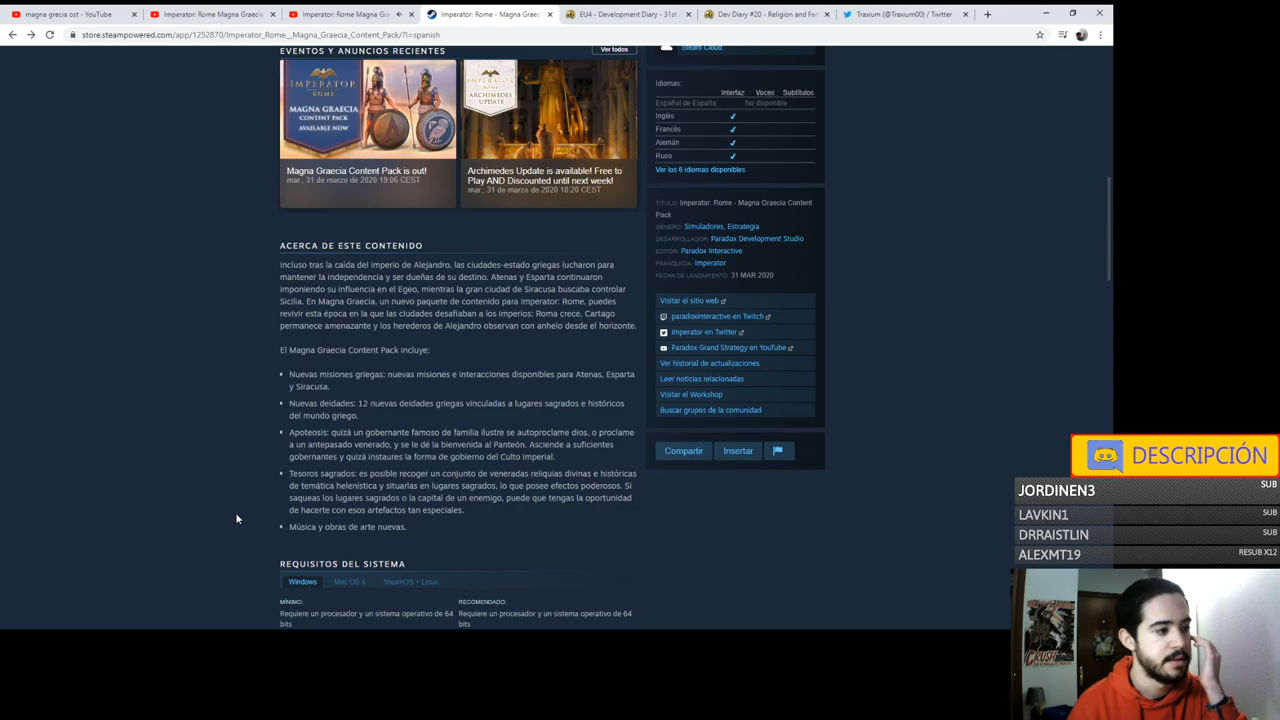 magna grecia ost - YouTube
Imperator: Rome Magna Graecia
Imperator: Rome Magna Gra
Imperator: Rome - Magna Graec
EU4 - Development Diary - 31st
Dev Diary #20 - Religion and Fai
Traxium (@Traxium00) / Twitter
store.steampowered.com/app/1252870/Imperator_Rome__Magna_Graecia_Content_Pack/?l=spanish
EVENTOS Y ANUNCIOS RECIENTES
Ver todos
IMPERATOR
ROME
MAGNA GRAECIA
CONTENT PACK
AVAILABLE NOW
IMPERATOR
ROME
ARCHIMEDES
UPDATE
Magna Graecia Content Pack is out!
mar., 31 de marzo de 2020 19:06 CEST
Archimedes Update is available! Free to
Play AND Discounted until next week!
mar., 31 de marzo de 2020 10:20 CEST
ACERCA DE ESTE CONTENIDO
Incluso tras la caída del imperio de Alejandro, las ciudades-estado griegas lucharon para
mantener la independencia y ser dueñas de su destino. Atenas y Esparta continuaron
imponiendo su influencia en el Egeo, mientras la gran ciudad de Siracusa buscaba controlar
Sicilia. En Magna Graecia, un nuevo paquete de contenido para Imperator: Rome, puedes
revivir esta época en la que las ciudades desafiaban a los imperios: Roma crece, Cartago
permanece amenazante y los herederos de Alejandro observan con anhelo desde el horizonte.
El Magna Graecia Content Pack incluye:
Nuevas misiones griegas: nuevas misiones e interacciones disponibles para Atenas, Esparta
y Siracusa.
Nuevas deidades: 12 nuevas deidades griegas vinculadas a lugares sagrados e históricos
del mundo griego.
Apoteosis: quizá un gobernante famoso de familia ilustre se autoproclame dios, o proclame
a un antepasado venerado, y se le dé la bienvenida al Panteón. Asciende a suficientes
gobernantes y quizá instaures la forma de gobierno del Culto imperial.
Tesoros sagrados: es posible recoger un conjunto de veneradas reliquias divinas e históricas
de temática helenística y situarlas en lugares sagrados, lo que posee efectos poderosos. Si
saqueas los lugares sagrados o la capital de un enemigo, puede que tengas la oportunidad
de hacerte con esos artefactos tan especiales.
Música y obras de arte nuevas.
REQUISITOS DEL SISTEMA
Windows Mac OS X SteamOS + Linux
MÍNIMO:
Requiere un procesador y un sistema operativo de 64
bits
RECOMENDADO:
Requiere un procesador y un sistema operativo de 64
bits
Steam Cloud
Idiomas:
Interfaz Voces Subtítulos
Español de España No disponible
Inglés
Francés
Alemán
Ruso
Ver los 6 idiomas disponibles
TÍTULO: Imperator: Rome - Magna Graecia Content
Pack
GÉNERO: Simuladores, Estrategia
DESARROLLADOR: Paradox Development Studio
EDITOR: Paradox Interactive
FRANQUICIA: Imperator
FECHA DE LANZAMIENTO: 31 MAR 2020
Visitar el sitio web
paradoxinteractive en Twitch
Imperator en Twitter
Paradox Grand Strategy en YouTube
Ver historial de actualizaciones
Leer noticias relacionadas
Visitar el Workshop
Buscar grupos de la comunidad
Compartir Insertar
DESCRIPCIÓN
JORDINEN3 SUB
LAVKIN1 SUB
DRRAISTLIN SUB
ALEXMT19 RESUB X12